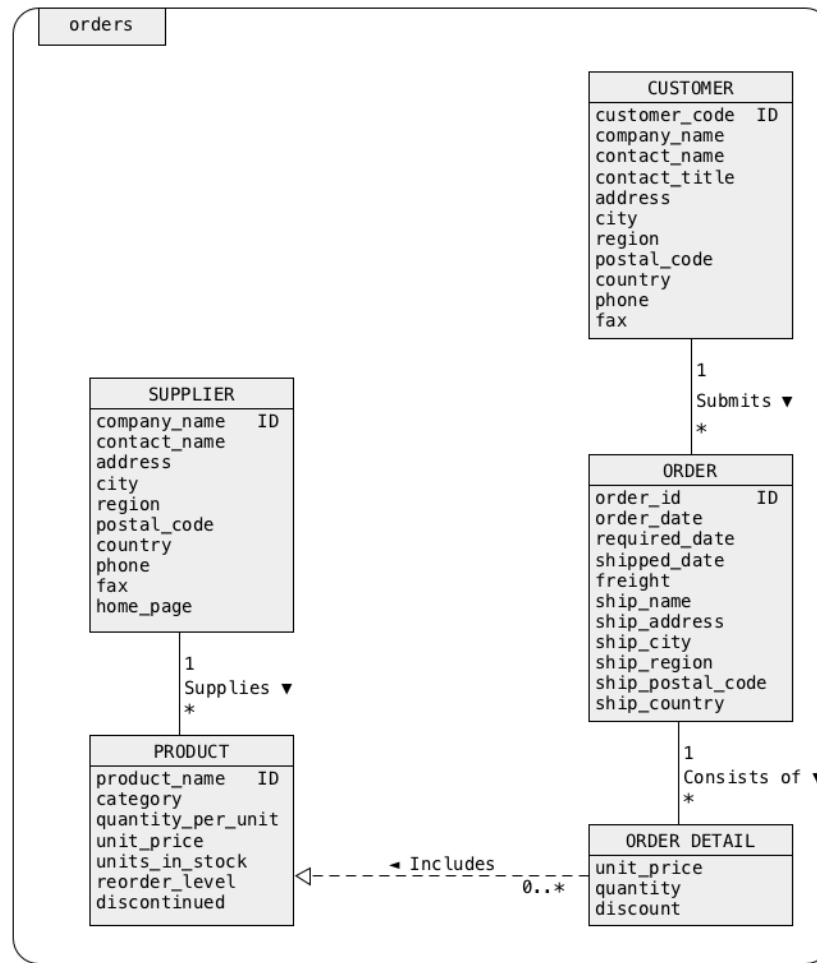 orders
CUSTOMER
customer_code ID
company_name
contact_name
contact_title
address
city
region
postal_code
country
phone
fax
1
Submits ▼
*
SUPPLIER
company_name ID
contact_name
address
city
region
postal_code
country
phone
fax
home_page
ORDER
order_id ID
order_date
required_date
shipped_date
freight
ship_name
ship_address
ship_city
ship_region
ship_postal_code
ship_country
1
Supplies ▼
*
1
Consists of ▼
*
PRODUCT
product_name ID
category
quantity_per_unit
unit_price
units_in_stock
reorder_level
discontinued
◄ Includes
0..*
ORDER DETAIL
unit_price
quantity
discount